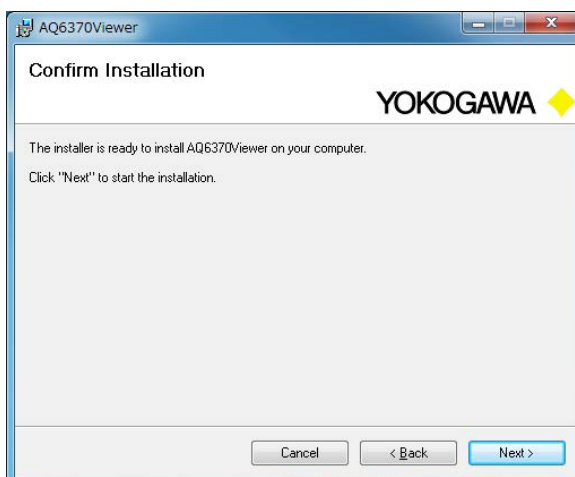 AQ6370Viewer
Confirm Installation
YOKOGAWA
The installer is ready to install AQ6370Viewer on your computer.
Click "Next" to start the installation.
Cancel
< Back
Next >